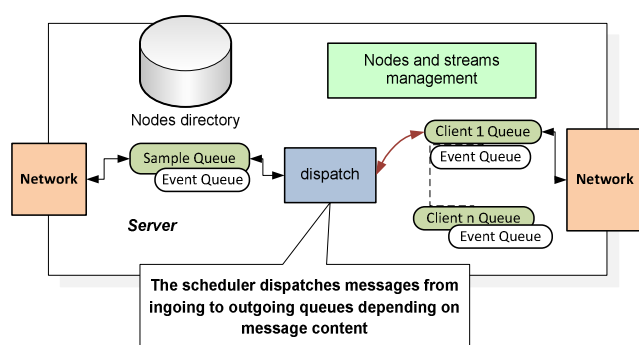 Nodes and streams
management
Nodes directory
Client 1 Queue
Event Queue
Sample Queue
Event Queue
Network
dispatch
Network
Client n Queue
Event Queue
Server
The scheduler dispatches messages from
ingoing to outgoing queues depending on
message content